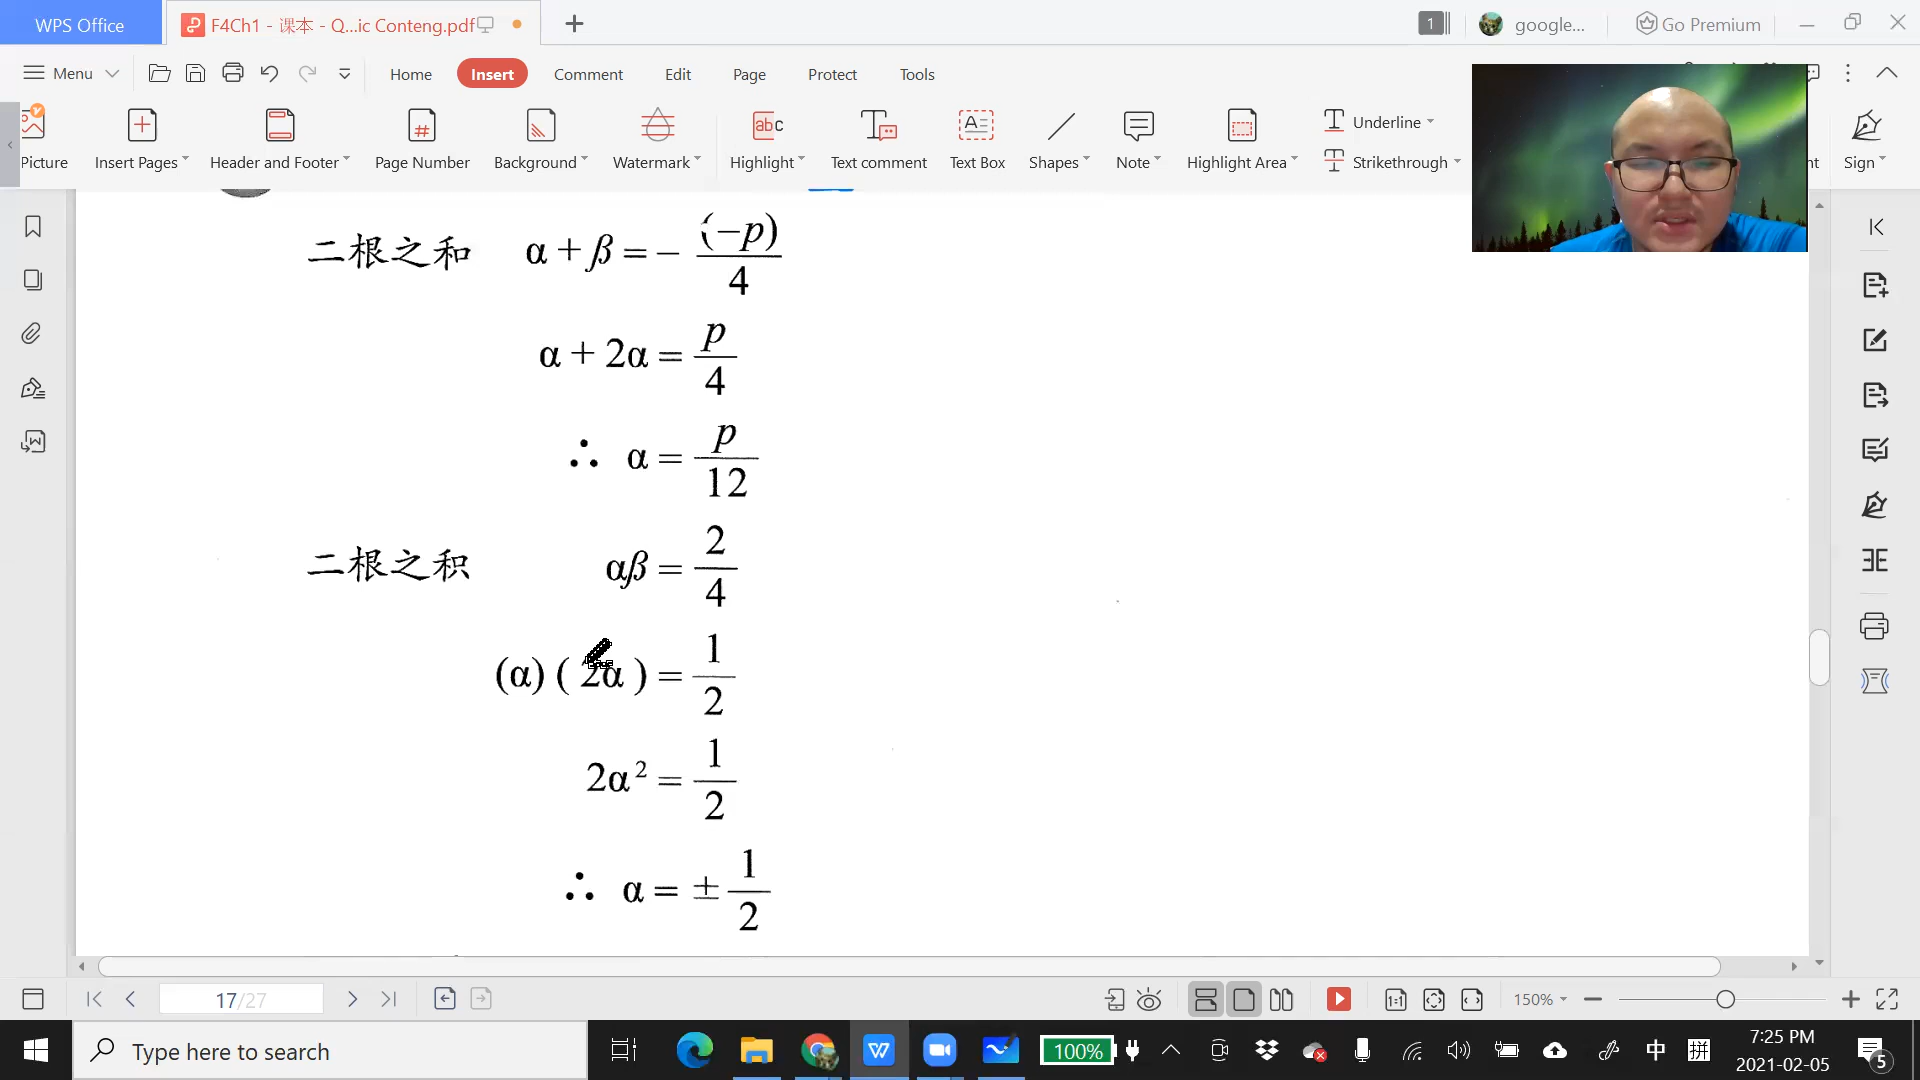 WPS Office
F4Ch1 - 课本 - Q...ic Conteng.pdf
1
google...
Go Premium
Menu
Home
Insert
Comment
Edit
Page
Protect
Tools
Picture
Insert Pages
Header and Footer
Page Number
Background
Watermark
Highlight
Text comment
Text Box
Shapes
Note
Highlight Area
Underline
Strikethrough
Sign
二根之和 α + β = − (−p)/4
α + 2α = p/4
∴ α = p/12
二根之积 αβ = 2/4
(α) ( 2α ) = 1/2
2α² = 1/2
∴ α = ± 1/2
17/27
150%
Type here to search
100%
中
拼
7:25 PM
2021-02-05
5